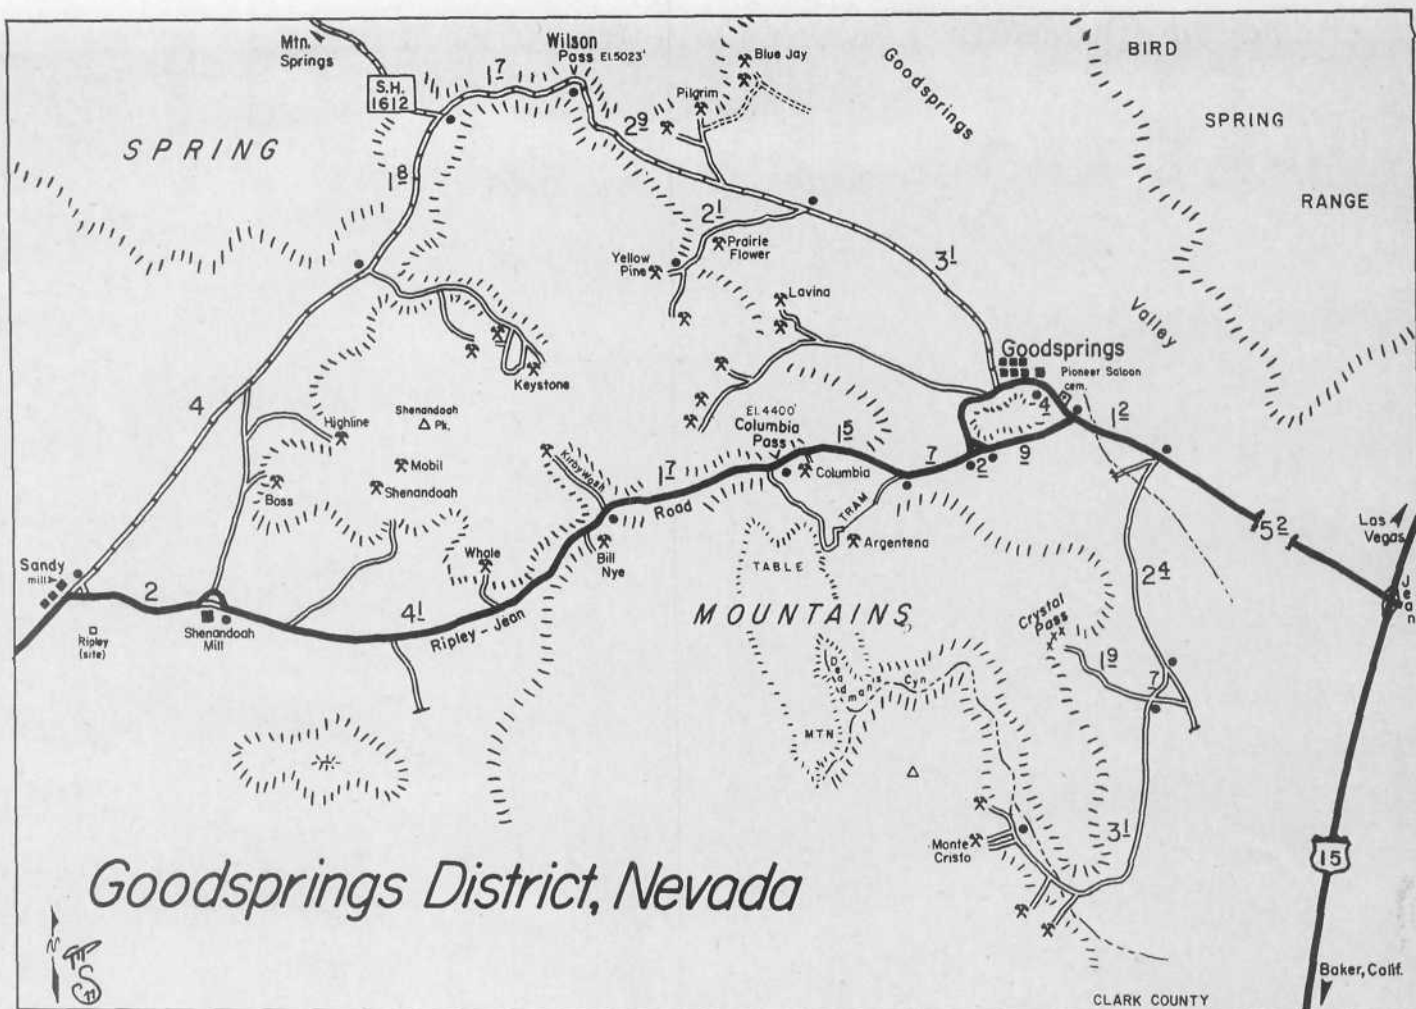 Mtn.
Springs
S.H.
1612
1 7
Wilson
Pass El.5023'
Blue Jay
Pilgrim
2 9
Goodsprings
Valley
BIRD
SPRING
RANGE
SPRING
1 8
2 1
Prairie
Flower
Yellow
Pine
3 1
Lavina
Goodsprings
Pioneer Saloon
cem.
4
1 2
Keystone
4
Highline
Shenandoah
Pk.
Mobil
Boss
Shenandoah
Kirby Wash
1 7
Road
El.4400'
Columbia
Pass
1 5
Columbia
7
2
9
TRAM
Argentena
5 2
Las
Vegas
Jean
Sandy
mill
2
Ripley
(site)
Shenandoah
Mill
4 1
Ripley - Jean
Whale
Bill
Nye
TABLE
MTN
MOUNTAINS
Deadmans Cyn
Crystal
Pass
2 4
1 9
7
3 1
Monte
Cristo
15
Goodsprings District, Nevada
N
Baker, Calif.
CLARK COUNTY